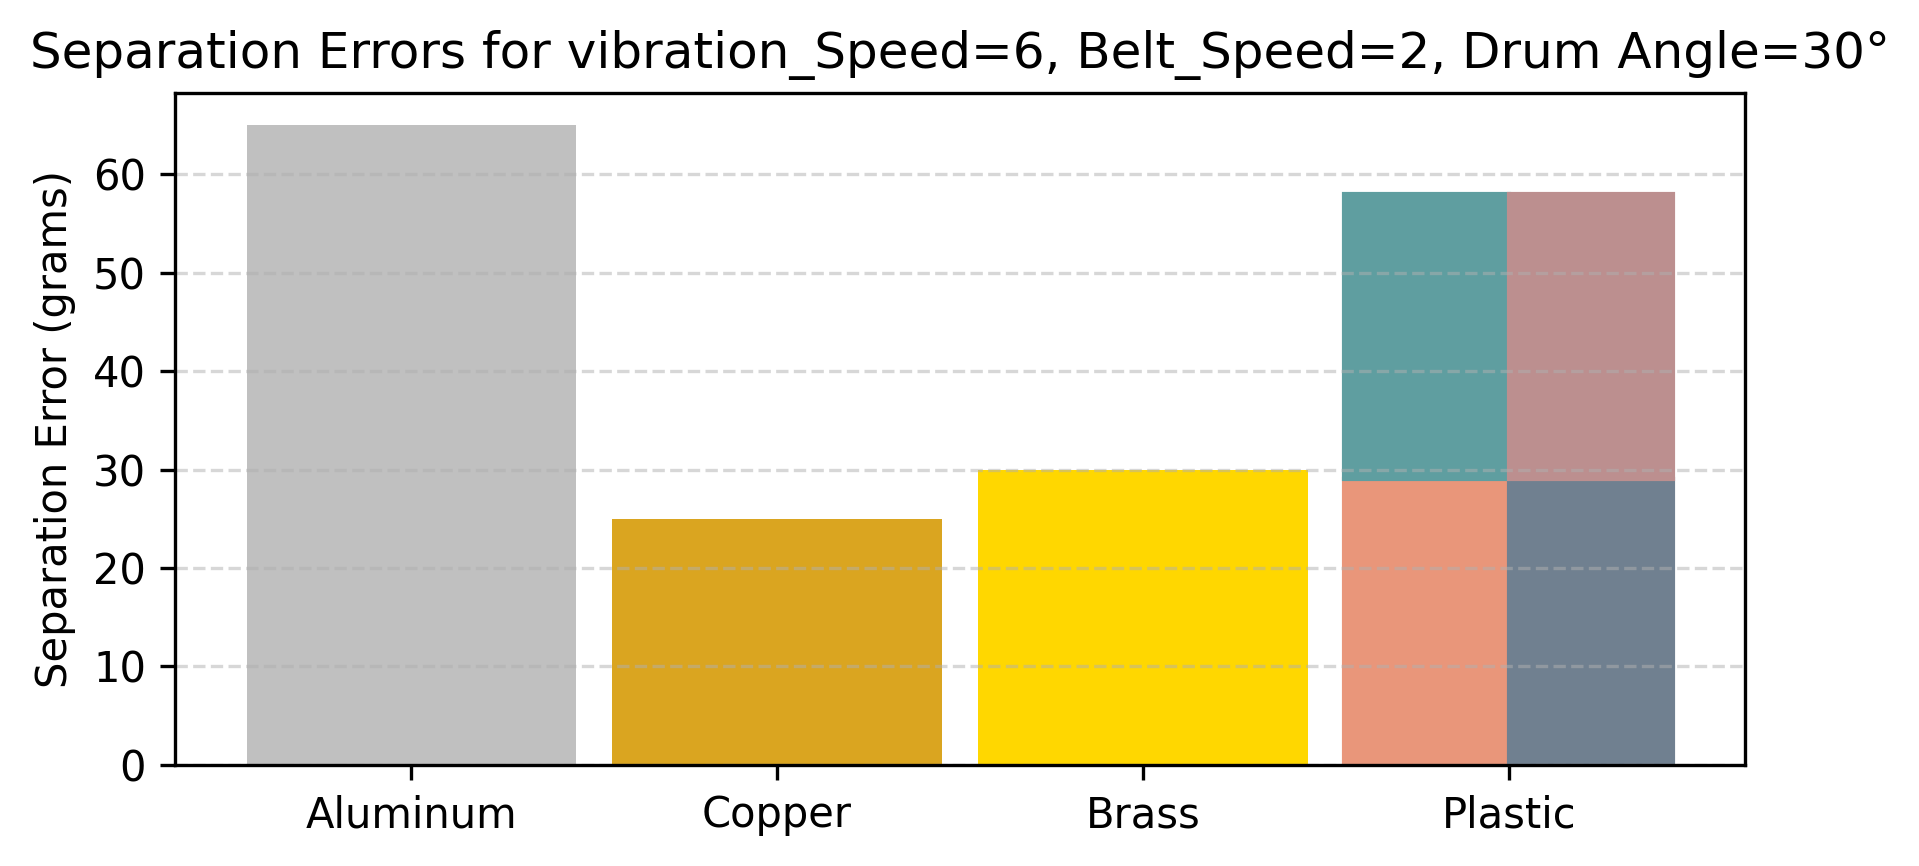 Separation Errors for vibration_Speed=6, Belt_Speed=2, Drum Angle=30°
Separation Error (grams)
60
50
40
30
20
10
0
Aluminum
Copper
Brass
Plastic